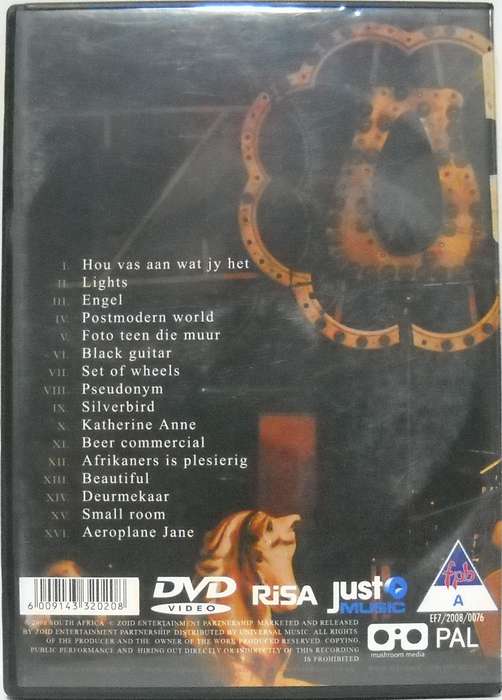 I. Hou vas aan wat jy het
II. Lights
III. Engel
IV. Postmodern world
V. Foto teen die muur
VI. Black guitar
VII. Set of wheels
VIII. Pseudonym
IX. Silverbird
X. Katherine Anne
XI. Beer commercial
XII. Afrikaners is plesierig
XIII. Beautiful
XIV. Deurmekaar
XV. Small room
XVI. Aeroplane Jane
6 009143 320208
DVD VIDEO
RiSA
just MUSIC
fpb A
EF7/2008/0076
mushroom media
PAL
SOUTH AFRICA © ZOID ENTERTAINMENT PARTNERSHIP. MARKETED AND RELEASED
BY ZOID ENTERTAINMENT PARTNERSHIP. DISTRIBUTED BY UNIVERSAL MUSIC. ALL RIGHTS
OF THE PRODUCER AND THE OWNER OF THE WORK PRODUCED RESERVED. COPYING,
PUBLIC PERFORMANCE AND HIRING OUT DIRECTLY OR INDIRECTLY OF THIS RECORDING
IS PROHIBITED